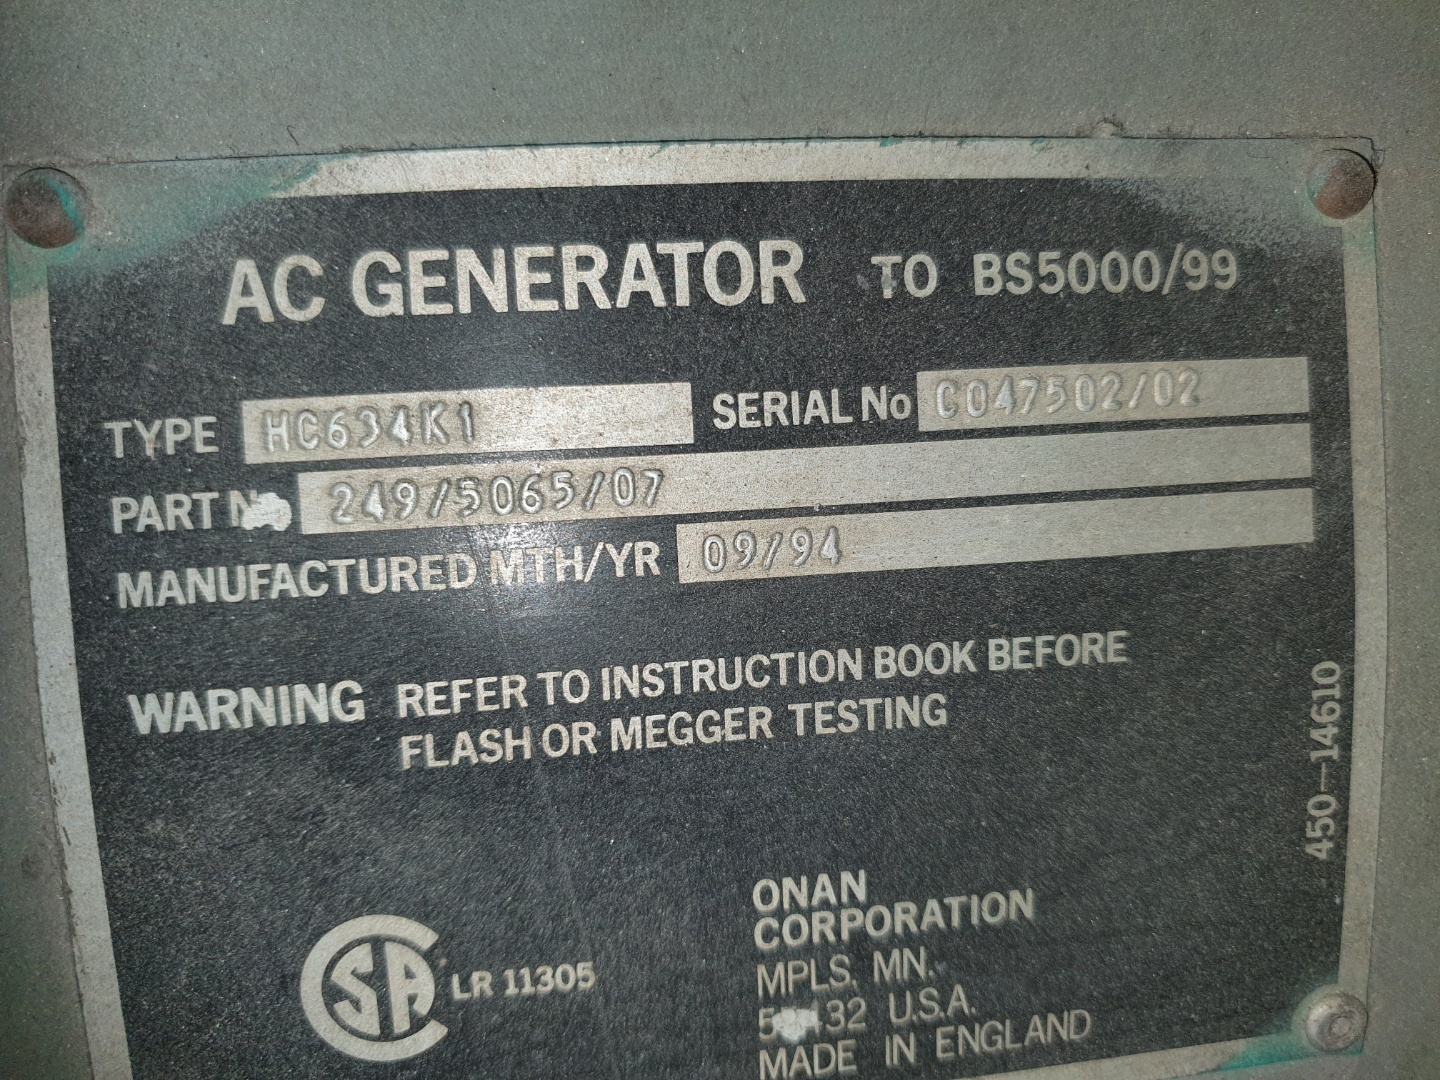 AC GENERATOR TO BS5000/99
TYPE HC634K1 SERIAL No C047502/02
PART 249/5065/07
MANUFACTURED MTH/YR 09/94
WARNING REFER TO INSTRUCTION BOOK BEFORE
FLASH OR MEGGER TESTING
450-14610
SA LR 11305
ONAN
CORPORATION
MPLS. MN.
U.S.A.
MADE IN ENGLAND